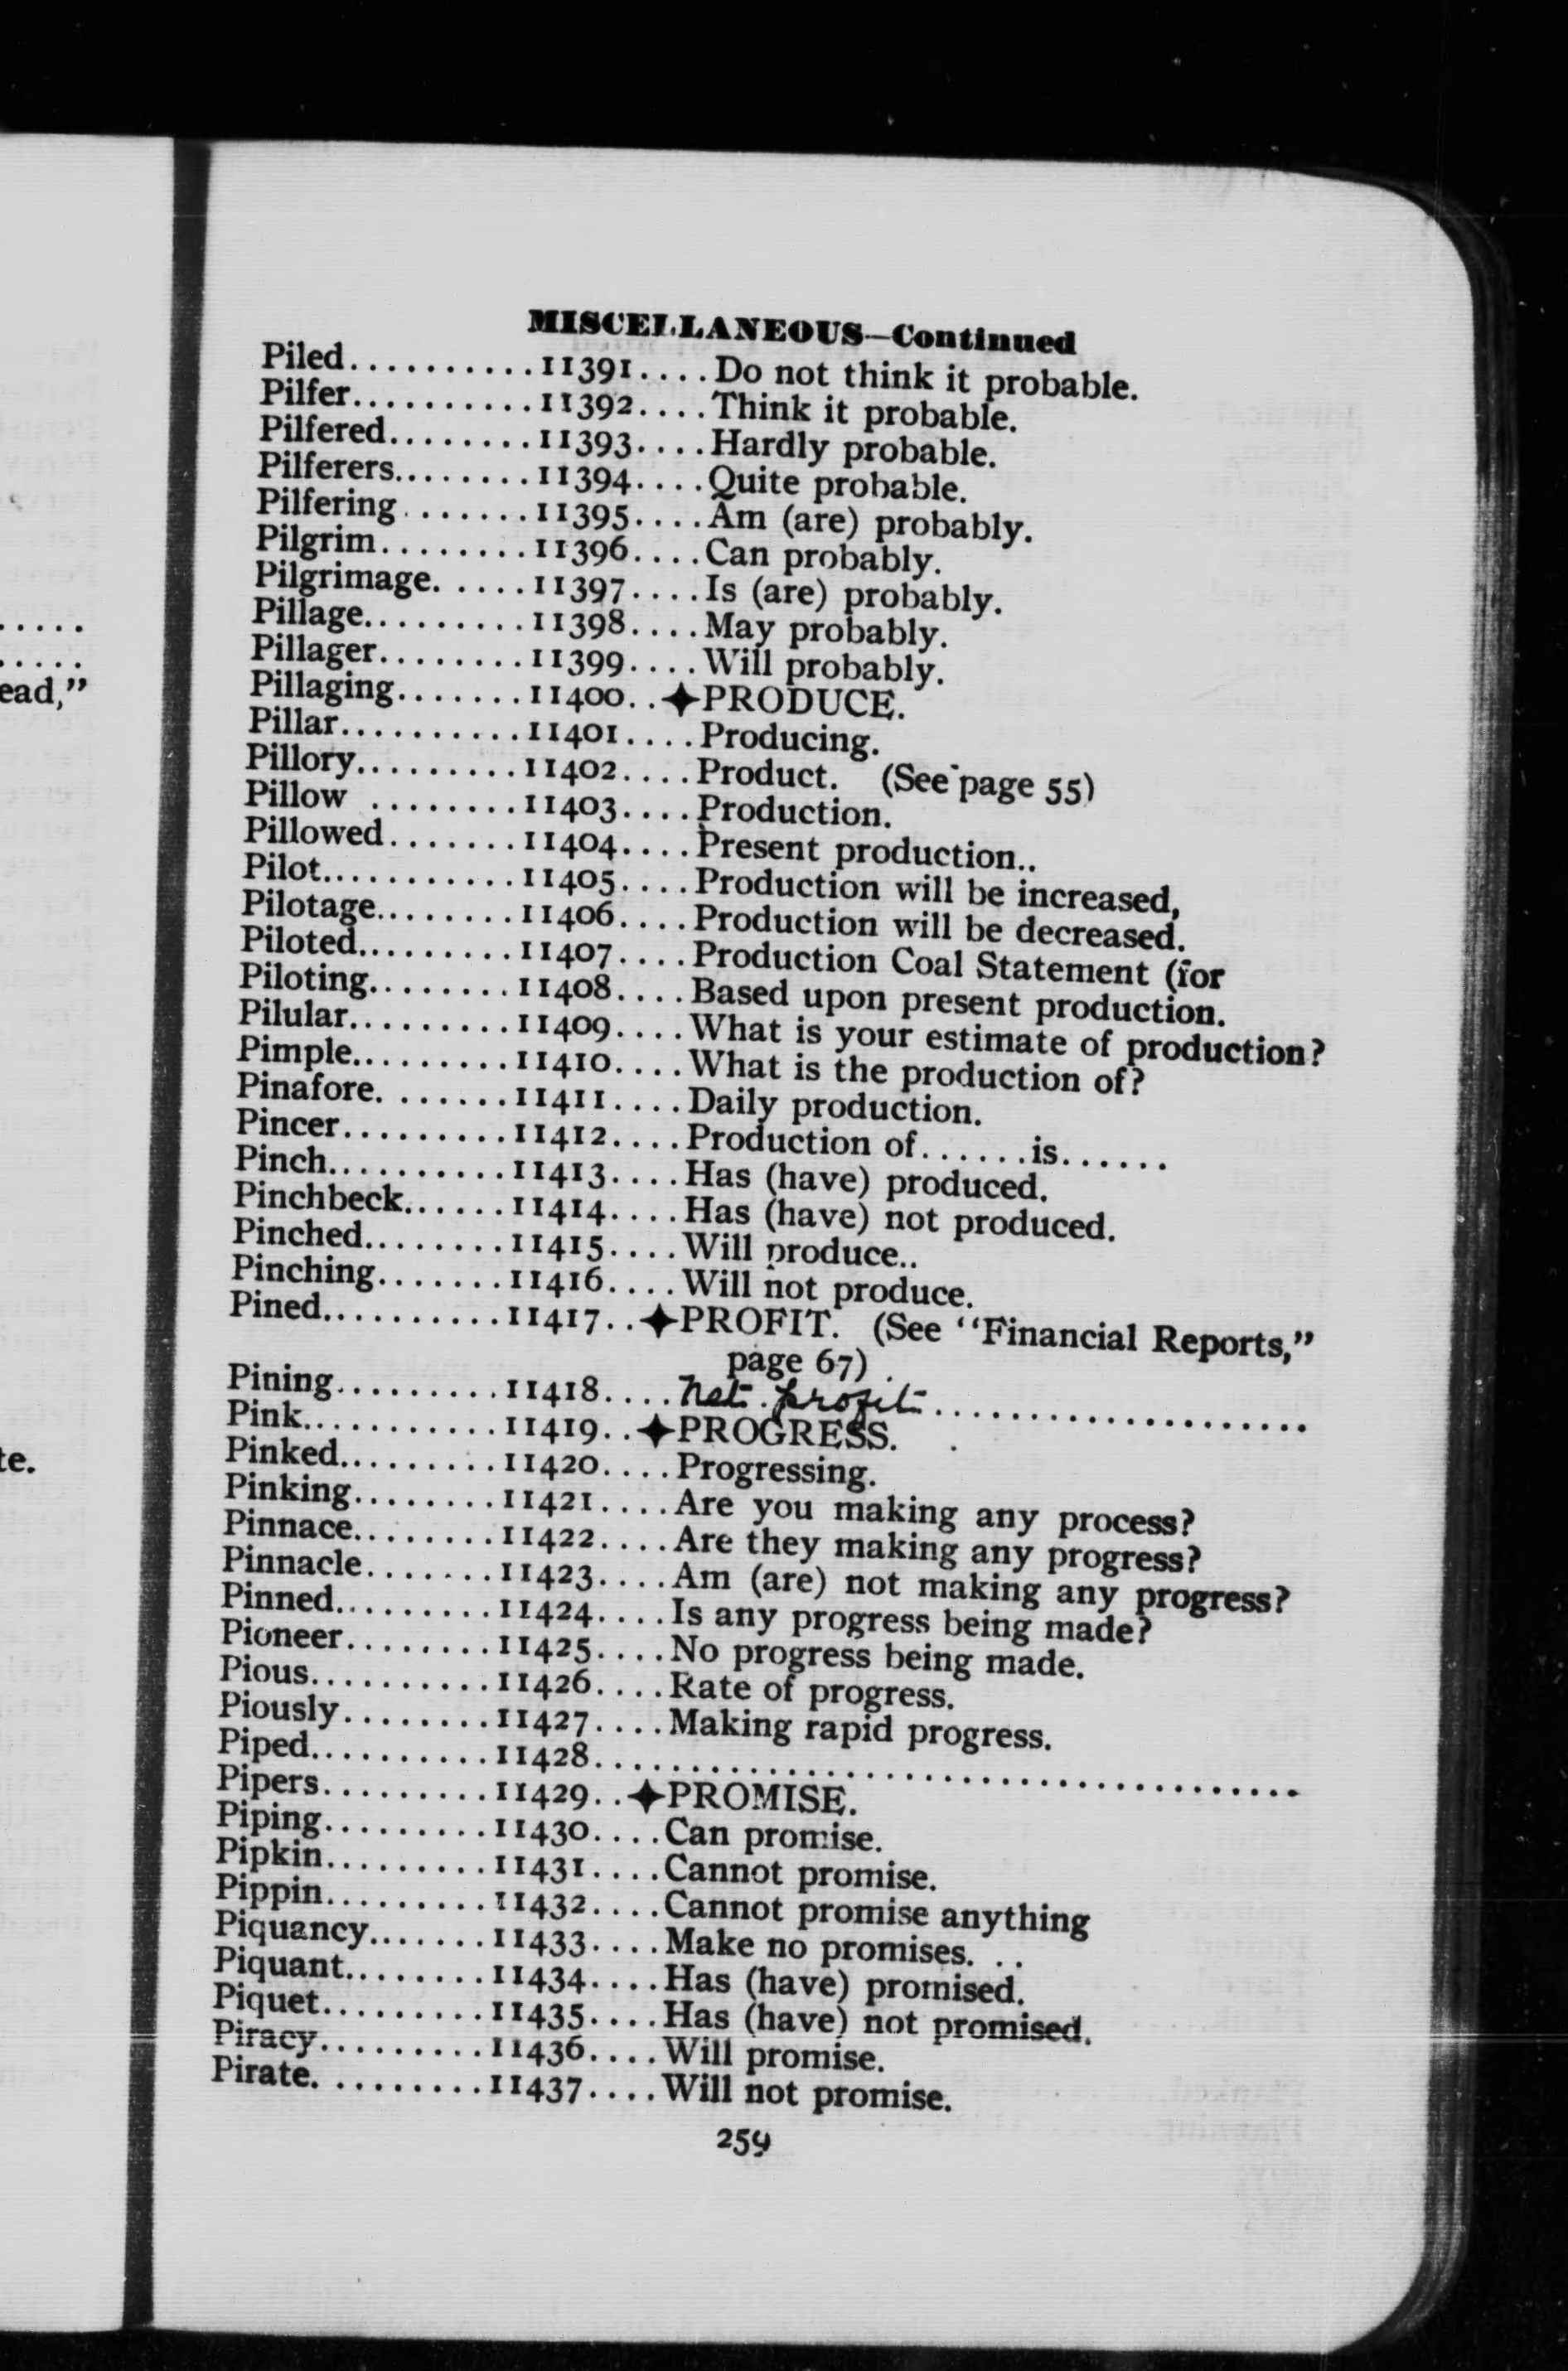 MISCELLANEOUS—Continued
Piled..........11391....Do not think it probable.
Pilfer..........11392....Think it probable.
Pilfered........11393....Hardly probable.
Pilferers........11394....Quite probable.
Pilfering.......11395....Am (are) probably.
Pilgrim........11396....Can probably.
Pilgrimage. .....11397....Is (are) probably.
Pillage.........11398....May probably.
Pillager........11399....Will probably.
.....
.....
ead,”
Pillaging.......11400..✦PRODUCE.
Pillar..........11401....Producing.
Pillory.........11402....Product. (See page 55)
Pillow ........11403....Production.
Pillowed.......11404....Present production..
Pilot...........11405....Production will be increased,
Pilotage........11406....Production will be decreased.
Piloted.........11407....Production Coal Statement (for
Piloting........11408....Based upon present production.
Pilular.........11409....What is your estimate of production?
Pimple.........11410....What is the production of?
Pinafore. .......11411....Daily production.
Pincer.........11412....Production of......is......
Pinch..........11413....Has (have) produced.
Pinchbeck......11414....Has (have) not produced.
Pinched........11415....Will produce..
Pinching.......11416....Will not produce.
Pined..........11417..✦PROFIT. (See “Financial Reports,”
page 67)
Pining.........11418....Net profit....................
Pink...........11419..✦PROGRESS.
te.
Pinked.........11420....Progressing.
Pinking........11421....Are you making any process?
Pinnace........11422....Are they making any progress?
Pinnacle.......11423....Am (are) not making any progress?
Pinned.........11424....Is any progress being made?
Pioneer........11425....No progress being made.
Pious..........11426....Rate of progress.
Piously........11427....Making rapid progress.
Piped..........11428....................................
Pipers.........11429..✦PROMISE.
Piping.........11430....Can promise.
Pipkin.........11431....Cannot promise.
Pippin.........11432....Cannot promise anything
Piquancy.......11433....Make no promises. ..
Piquant........11434....Has (have) promised.
Piquet.........11435....Has (have) not promised.
Piracy.........11436....Will promise.
Pirate. ........11437....Will not promise.
259